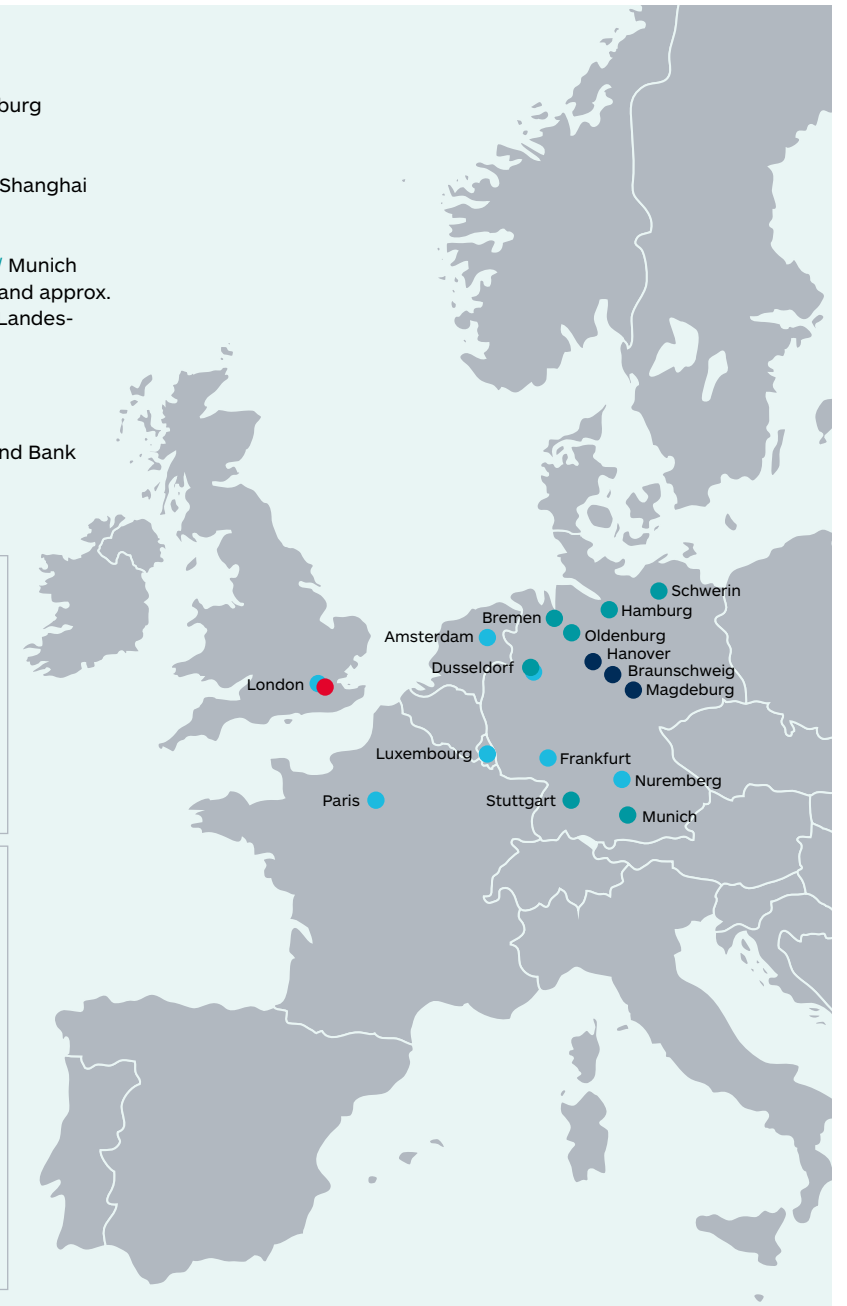 burg
Shanghai
/ Munich
and approx.
Landes-
nd Bank
Schwerin
Hamburg
Bremen
Oldenburg
Amsterdam
Hanover
Dusseldorf
Braunschweig
London
Magdeburg
Luxembourg
Frankfurt
Nuremberg
Paris
Stuttgart
Munich